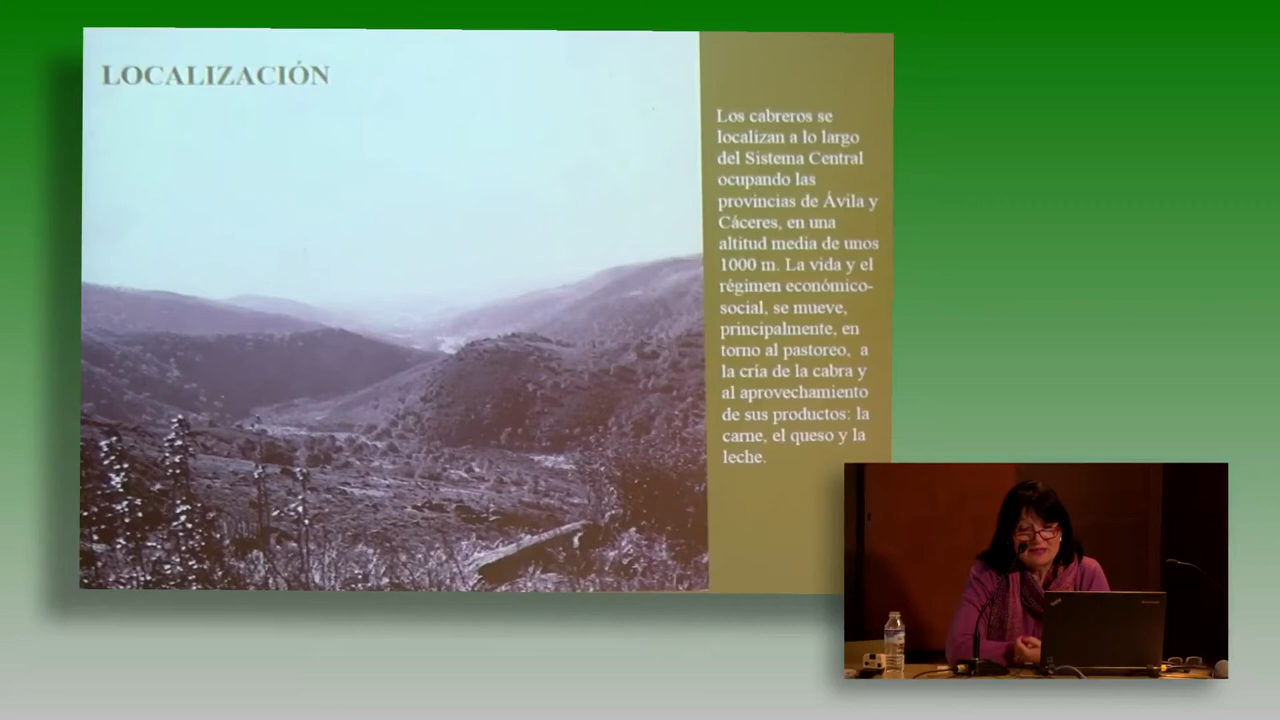 LOCALIZACIÓN
Los cabreros se
localizan a lo largo
del Sistema Central
ocupando las
provincias de Ávila y
Cáceres, en una
altitud media de unos
1000 m. La vida y el
régimen económico-
social, se mueve,
principalmente, en
torno al pastoreo, a
la cría de la cabra y
al aprovechamiento
de sus productos: la
carne, el queso y la
leche.